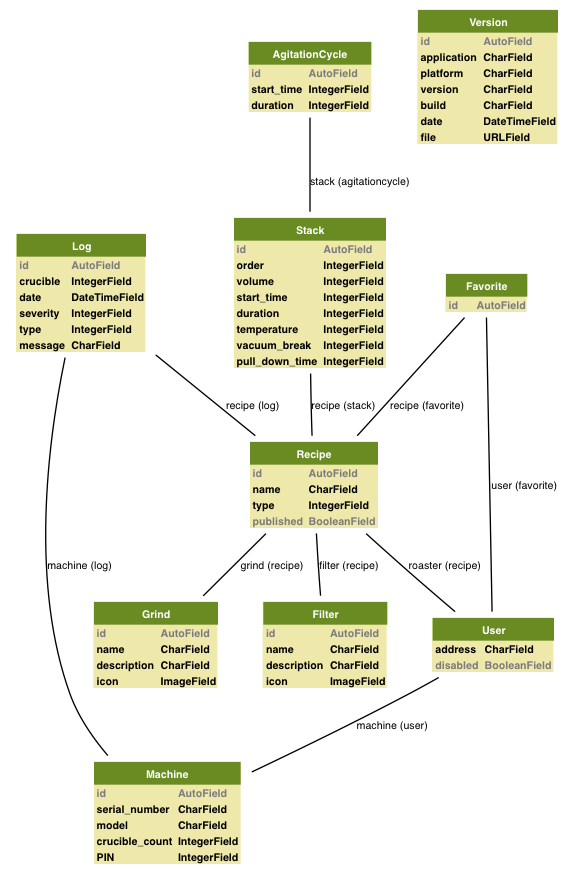 Version
id AutoField
application CharField
platform CharField
version CharField
build CharField
date DateTimeField
file URLField
AgitationCycle
id AutoField
start_time IntegerField
duration IntegerField
stack (agitationcycle)
Stack
id AutoField
order IntegerField
volume IntegerField
start_time IntegerField
duration IntegerField
temperature IntegerField
vacuum_break IntegerField
pull_down_time IntegerField
Log
id AutoField
crucible IntegerField
date DateTimeField
severity IntegerField
type IntegerField
message CharField
Favorite
id AutoField
recipe (log)
recipe (stack)
recipe (favorite)
Recipe
id AutoField
name CharField
type IntegerField
published BooleanField
user (favorite)
machine (log)
grind (recipe)
filter (recipe)
roaster (recipe)
Grind
id AutoField
name CharField
description CharField
icon ImageField
Filter
id AutoField
name CharField
description CharField
icon ImageField
User
address CharField
disabled BooleanField
machine (user)
Machine
id AutoField
serial_number CharField
model CharField
crucible_count IntegerField
PIN IntegerField